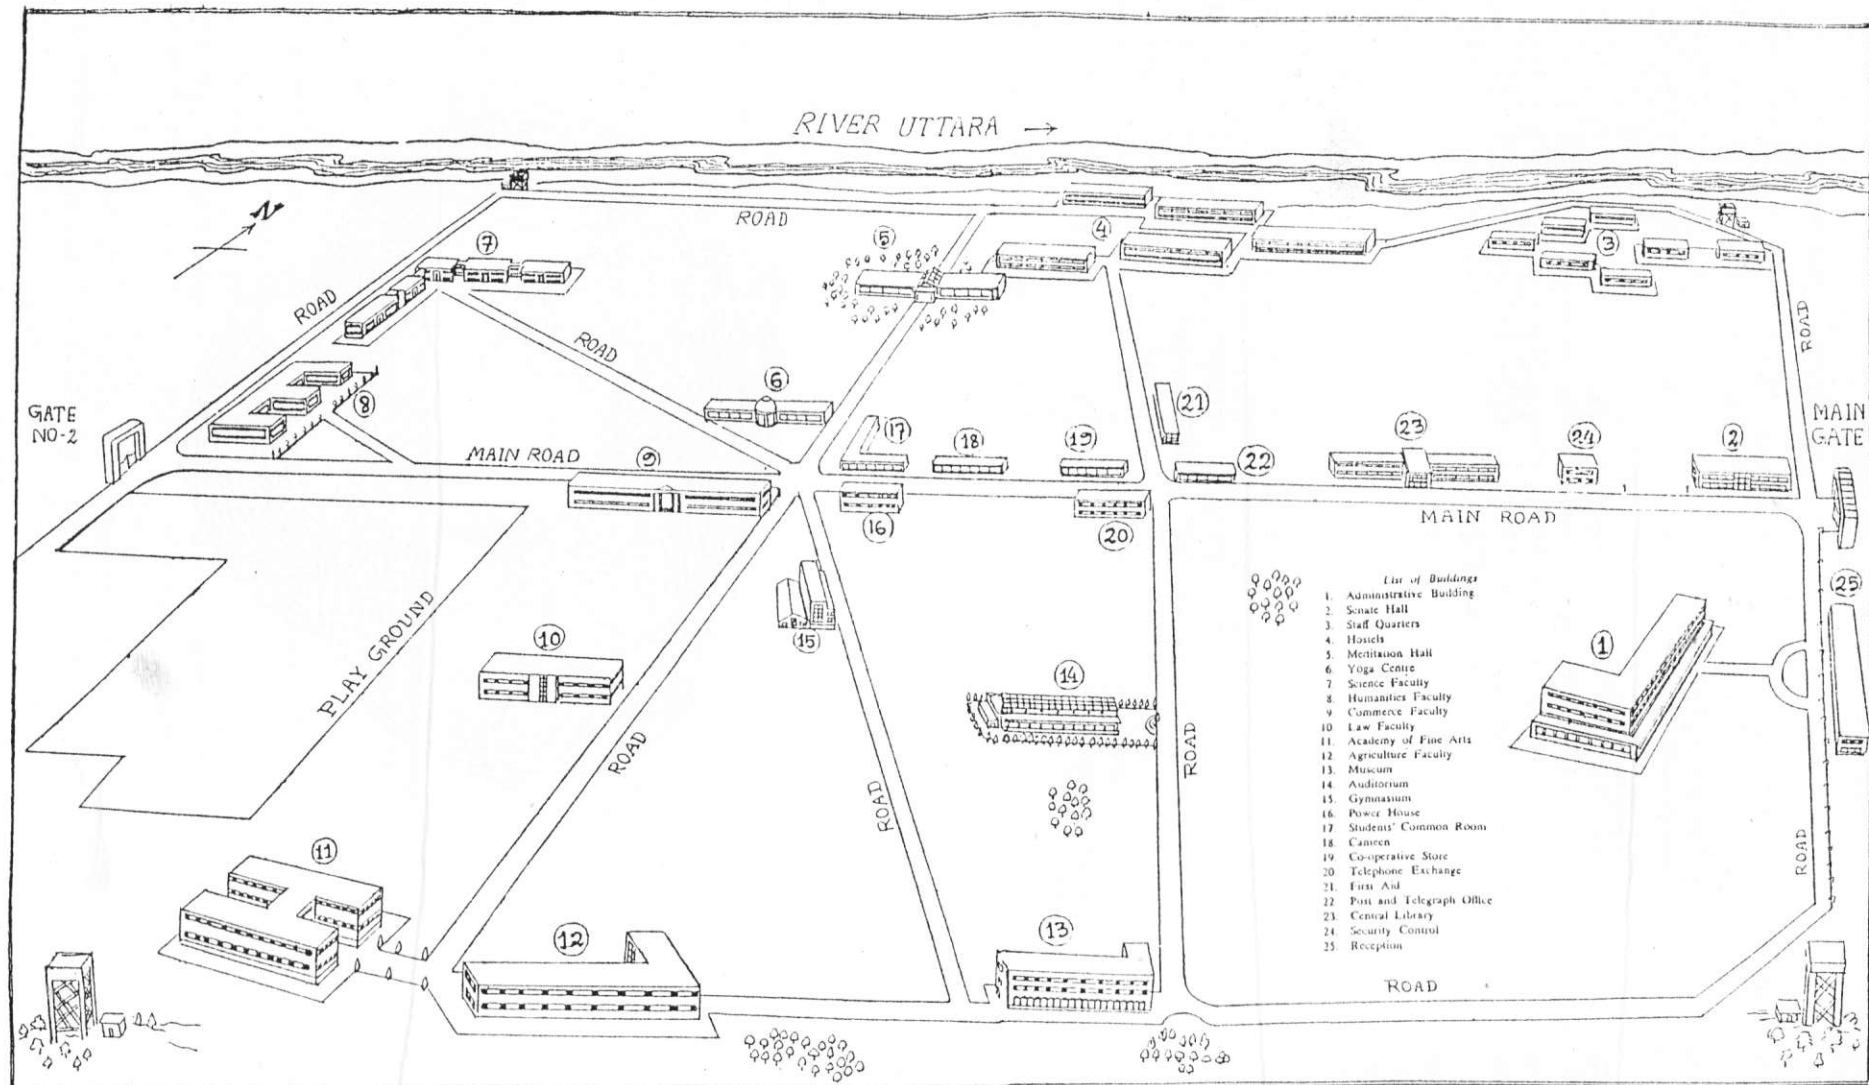 RIVER UTTARA →
N
ROAD
5
4
3
7
ROAD
ROAD
ROAD
6
21
MAIN
GATE
GATE
NO-2
8
17
18
19
22
23
24
2
MAIN ROAD
9
16
20
MAIN ROAD
List of Buildings
1. Administrative Building
2. Senate Hall
3. Staff Quarters
4. Hostels
5. Meditation Hall
6. Yoga Centre
7 Science Faculty
8 Humanities Faculty
9 Commerce Faculty
10 Law Faculty
11. Academy of Fine Arts
12. Agriculture Faculty
13. Museum
14. Auditorium
15. Gymnasium
16. Power House
17 Students' Common Room
18. Canteen
19. Co-operative Store
20. Telephone Exchange
21. First Aid
22 Post and Telegraph Office
23. Central Library
24. Security Control
25. Reception
25
PLAY GROUND
10
15
1
14
ROAD
ROAD
ROAD
ROAD
11
12
13
ROAD